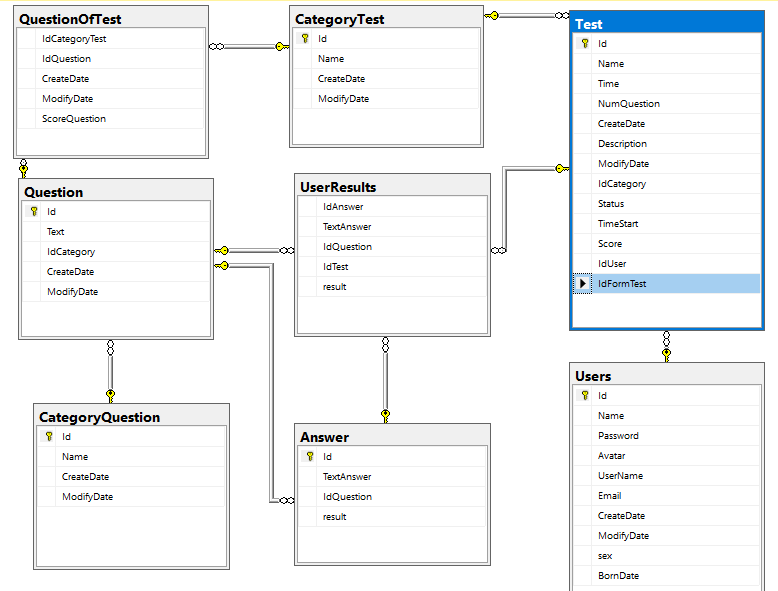 QuestionOfTest
IdCategoryTest
IdQuestion
CreateDate
ModifyDate
ScoreQuestion
CategoryTest
Id
Name
CreateDate
ModifyDate
Test
Id
Name
Time
NumQuestion
CreateDate
Description
ModifyDate
IdCategory
Status
TimeStart
Score
IdUser
IdFormTest
Question
Id
Text
IdCategory
CreateDate
ModifyDate
UserResults
IdAnswer
TextAnswer
IdQuestion
IdTest
result
CategoryQuestion
Id
Name
CreateDate
ModifyDate
Answer
Id
TextAnswer
IdQuestion
result
Users
Id
Name
Password
Avatar
UserName
Email
CreateDate
ModifyDate
sex
BornDate